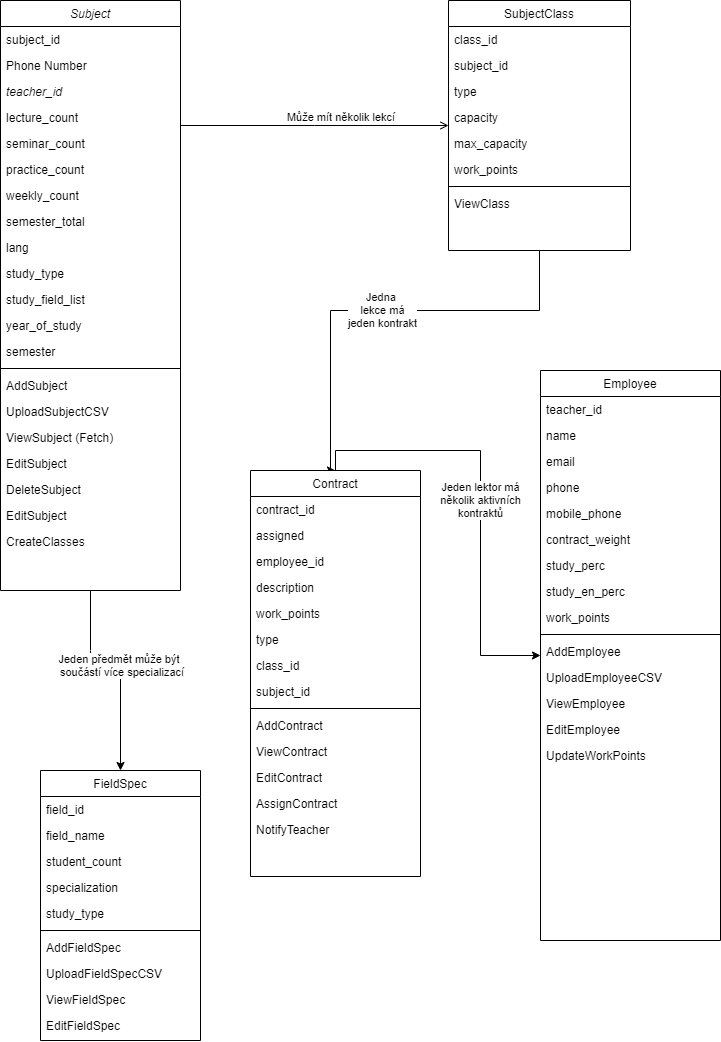 Subject
subject_id
Phone Number
teacher_id
lecture_count
seminar_count
practice_count
weekly_count
semester_total
lang
study_type
study_field_list
year_of_study
semester
AddSubject
UploadSubjectCSV
ViewSubject (Fetch)
EditSubject
DeleteSubject
EditSubject
CreateClasses
Může mít několik lekcí
SubjectClass
class_id
subject_id
type
capacity
max_capacity
work_points
ViewClass
Jedna
lekce má
jeden kontrakt
Contract
contract_id
assigned
employee_id
description
work_points
type
class_id
subject_id
AddContract
ViewContract
EditContract
AssignContract
NotifyTeacher
Jeden lektor má
několik aktivních
kontraktů
Employee
teacher_id
name
email
phone
mobile_phone
contract_weight
study_perc
study_en_perc
work_points
AddEmployee
UploadEmployeeCSV
ViewEmployee
EditEmployee
UpdateWorkPoints
Jeden předmět může být
součástí více specializací
FieldSpec
field_id
field_name
student_count
specialization
study_type
AddFieldSpec
UploadFieldSpecCSV
ViewFieldSpec
EditFieldSpec